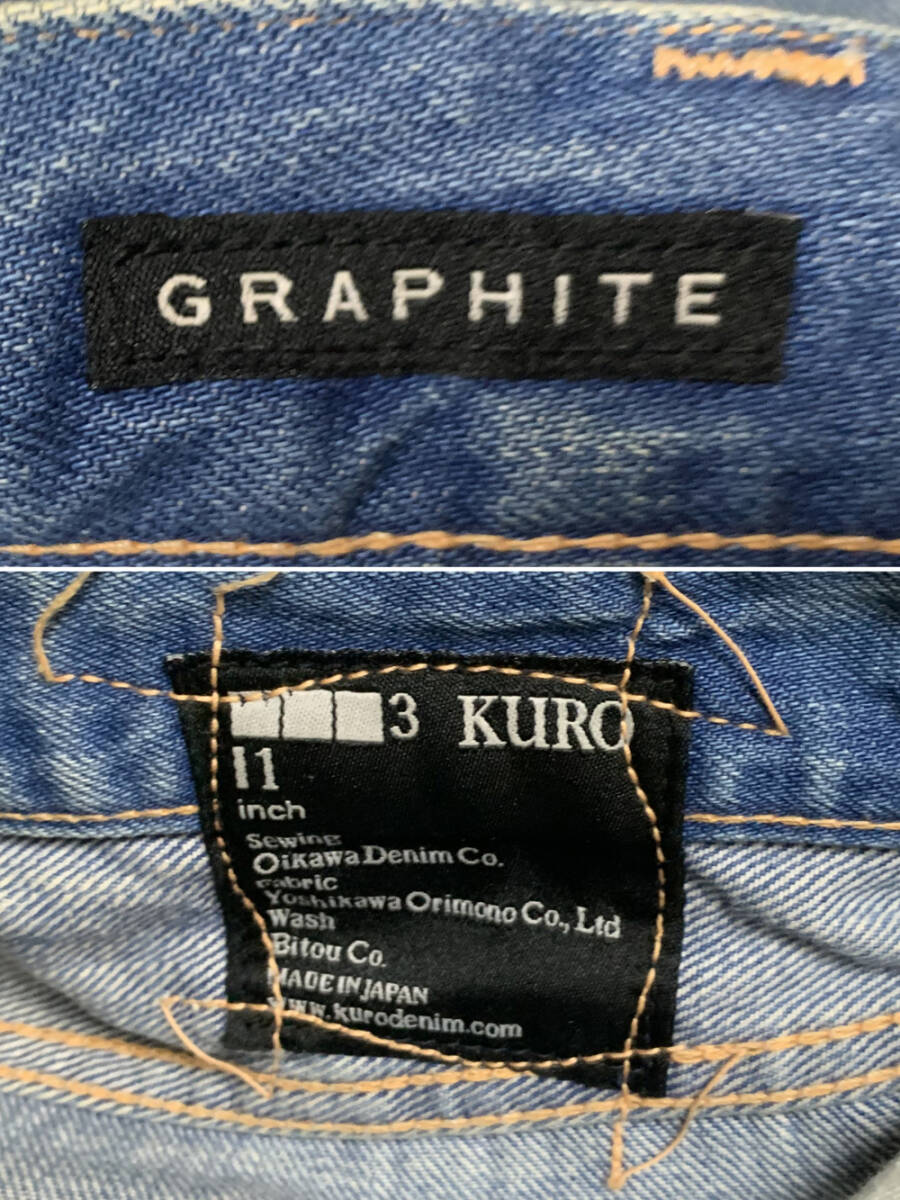 GRAPHITE
3 KURO
1
inch
Sewing
Oikawa Denim Co.
Fabric
Yoshikawa Orimono Co., Ltd
Wash
Bitou Co.
MADE IN JAPAN
www.kurodenim.com